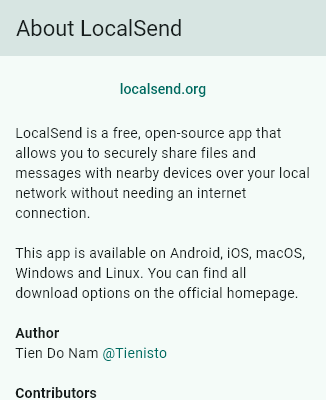 About LocalSend
localsend.org
LocalSend is a free, open-source app that
allows you to securely share files and
messages with nearby devices over your local
network without needing an internet
connection.
This app is available on Android, iOS, macOS,
Windows and Linux. You can find all
download options on the official homepage.
Author
Tien Do Nam @Tienisto
Contributors